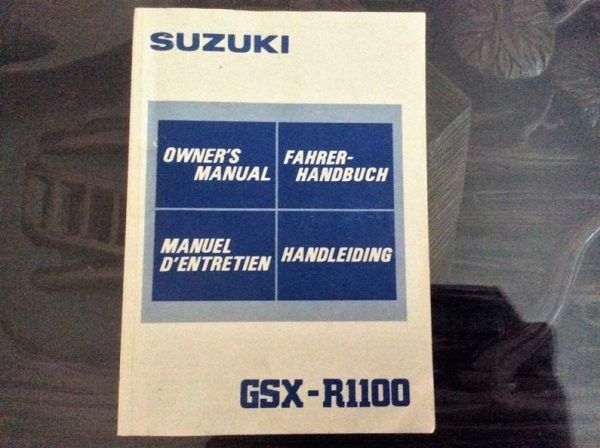 SUZUKI
OWNER'S
MANUAL
FAHRER-
HANDBUCH
MANUEL
D'ENTRETIEN
HANDLEIDING
GSX-R1100